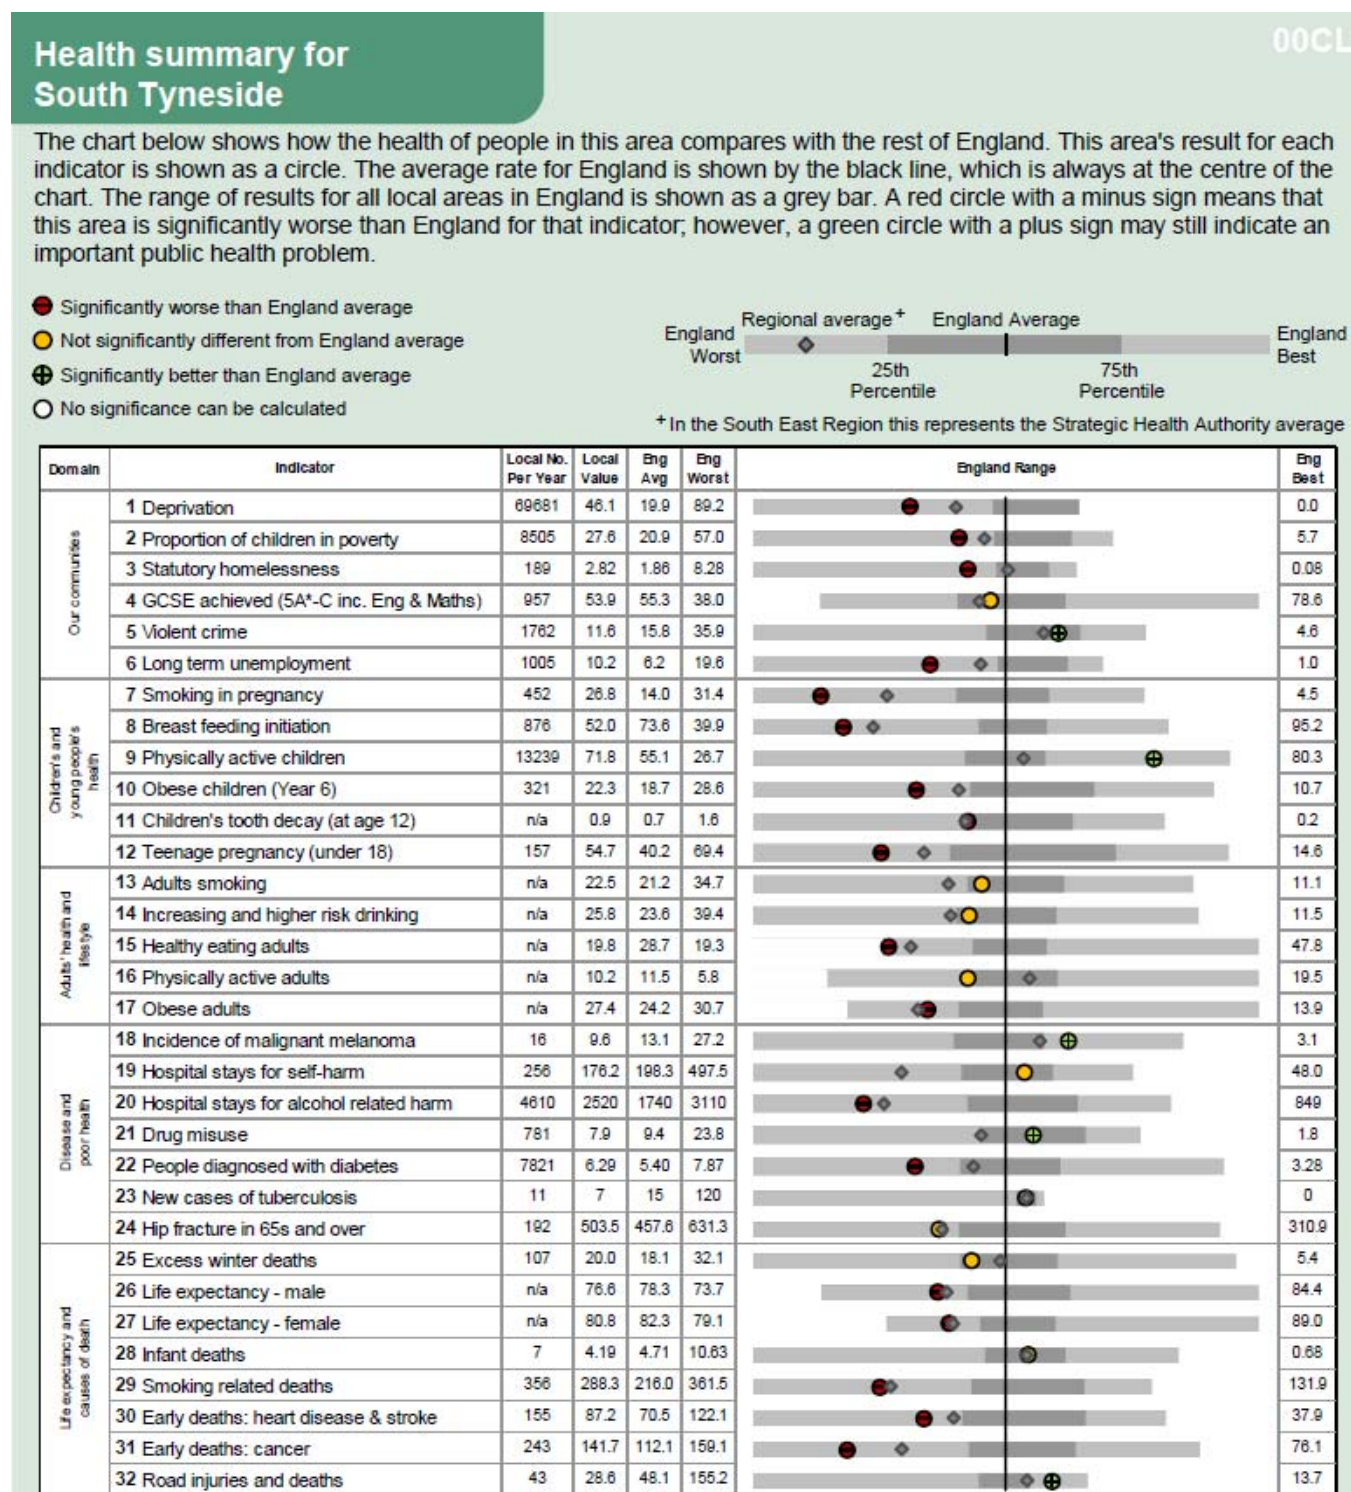 Health summary for
South Tyneside
00CL
The chart below shows how the health of people in this area compares with the rest of England. This area's result for each
indicator is shown as a circle. The average rate for England is shown by the black line, which is always at the centre of the
chart. The range of results for all local areas in England is shown as a grey bar. A red circle with a minus sign means that
this area is significantly worse than England for that indicator; however, a green circle with a plus sign may still indicate an
important public health problem.
Significantly worse than England average
Not significantly different from England average
Significantly better than England average
No significance can be calculated
Regional average+ England Average
England Worst
England Best
25th Percentile
75th Percentile
+ In the South East Region this represents the Strategic Health Authority average
Domain Indicator Local No. Per Year Local Value Eng Avg Eng Worst England Range Eng Best
Our communities
1 Deprivation 69681 46.1 19.9 89.2 0.0
2 Proportion of children in poverty 8505 27.6 20.9 57.0 5.7
3 Statutory homelessness 189 2.82 1.86 8.28 0.08
4 GCSE achieved (5A*-C inc. Eng & Maths) 957 53.9 55.3 38.0 78.6
5 Violent crime 1762 11.6 15.8 35.9 4.6
6 Long term unemployment 1005 10.2 6.2 19.6 1.0
Children's and young people's health
7 Smoking in pregnancy 452 26.8 14.0 31.4 4.5
8 Breast feeding initiation 876 52.0 73.6 39.9 95.2
9 Physically active children 13239 71.8 55.1 26.7 80.3
10 Obese children (Year 6) 321 22.3 18.7 28.6 10.7
11 Children's tooth decay (at age 12) n/a 0.9 0.7 1.6 0.2
12 Teenage pregnancy (under 18) 157 54.7 40.2 69.4 14.6
Adults' health and lifestyle
13 Adults smoking n/a 22.5 21.2 34.7 11.1
14 Increasing and higher risk drinking n/a 25.8 23.6 39.4 11.5
15 Healthy eating adults n/a 19.8 28.7 19.3 47.8
16 Physically active adults n/a 10.2 11.5 5.8 19.5
17 Obese adults n/a 27.4 24.2 30.7 13.9
Disease and poor health
18 Incidence of malignant melanoma 16 9.6 13.1 27.2 3.1
19 Hospital stays for self-harm 256 176.2 198.3 497.5 48.0
20 Hospital stays for alcohol related harm 4610 2520 1740 3110 849
21 Drug misuse 781 7.9 9.4 23.8 1.8
22 People diagnosed with diabetes 7821 6.29 5.40 7.87 3.28
23 New cases of tuberculosis 11 7 15 120 0
24 Hip fracture in 65s and over 192 503.5 457.6 631.3 310.9
Life expectancy and causes of death
25 Excess winter deaths 107 20.0 18.1 32.1 5.4
26 Life expectancy - male n/a 76.6 78.3 73.7 84.4
27 Life expectancy - female n/a 80.8 82.3 79.1 89.0
28 Infant deaths 7 4.19 4.71 10.63 0.68
29 Smoking related deaths 356 288.3 216.0 361.5 131.9
30 Early deaths: heart disease & stroke 155 87.2 70.5 122.1 37.9
31 Early deaths: cancer 243 141.7 112.1 159.1 76.1
32 Road injuries and deaths 43 28.6 48.1 155.2 13.7